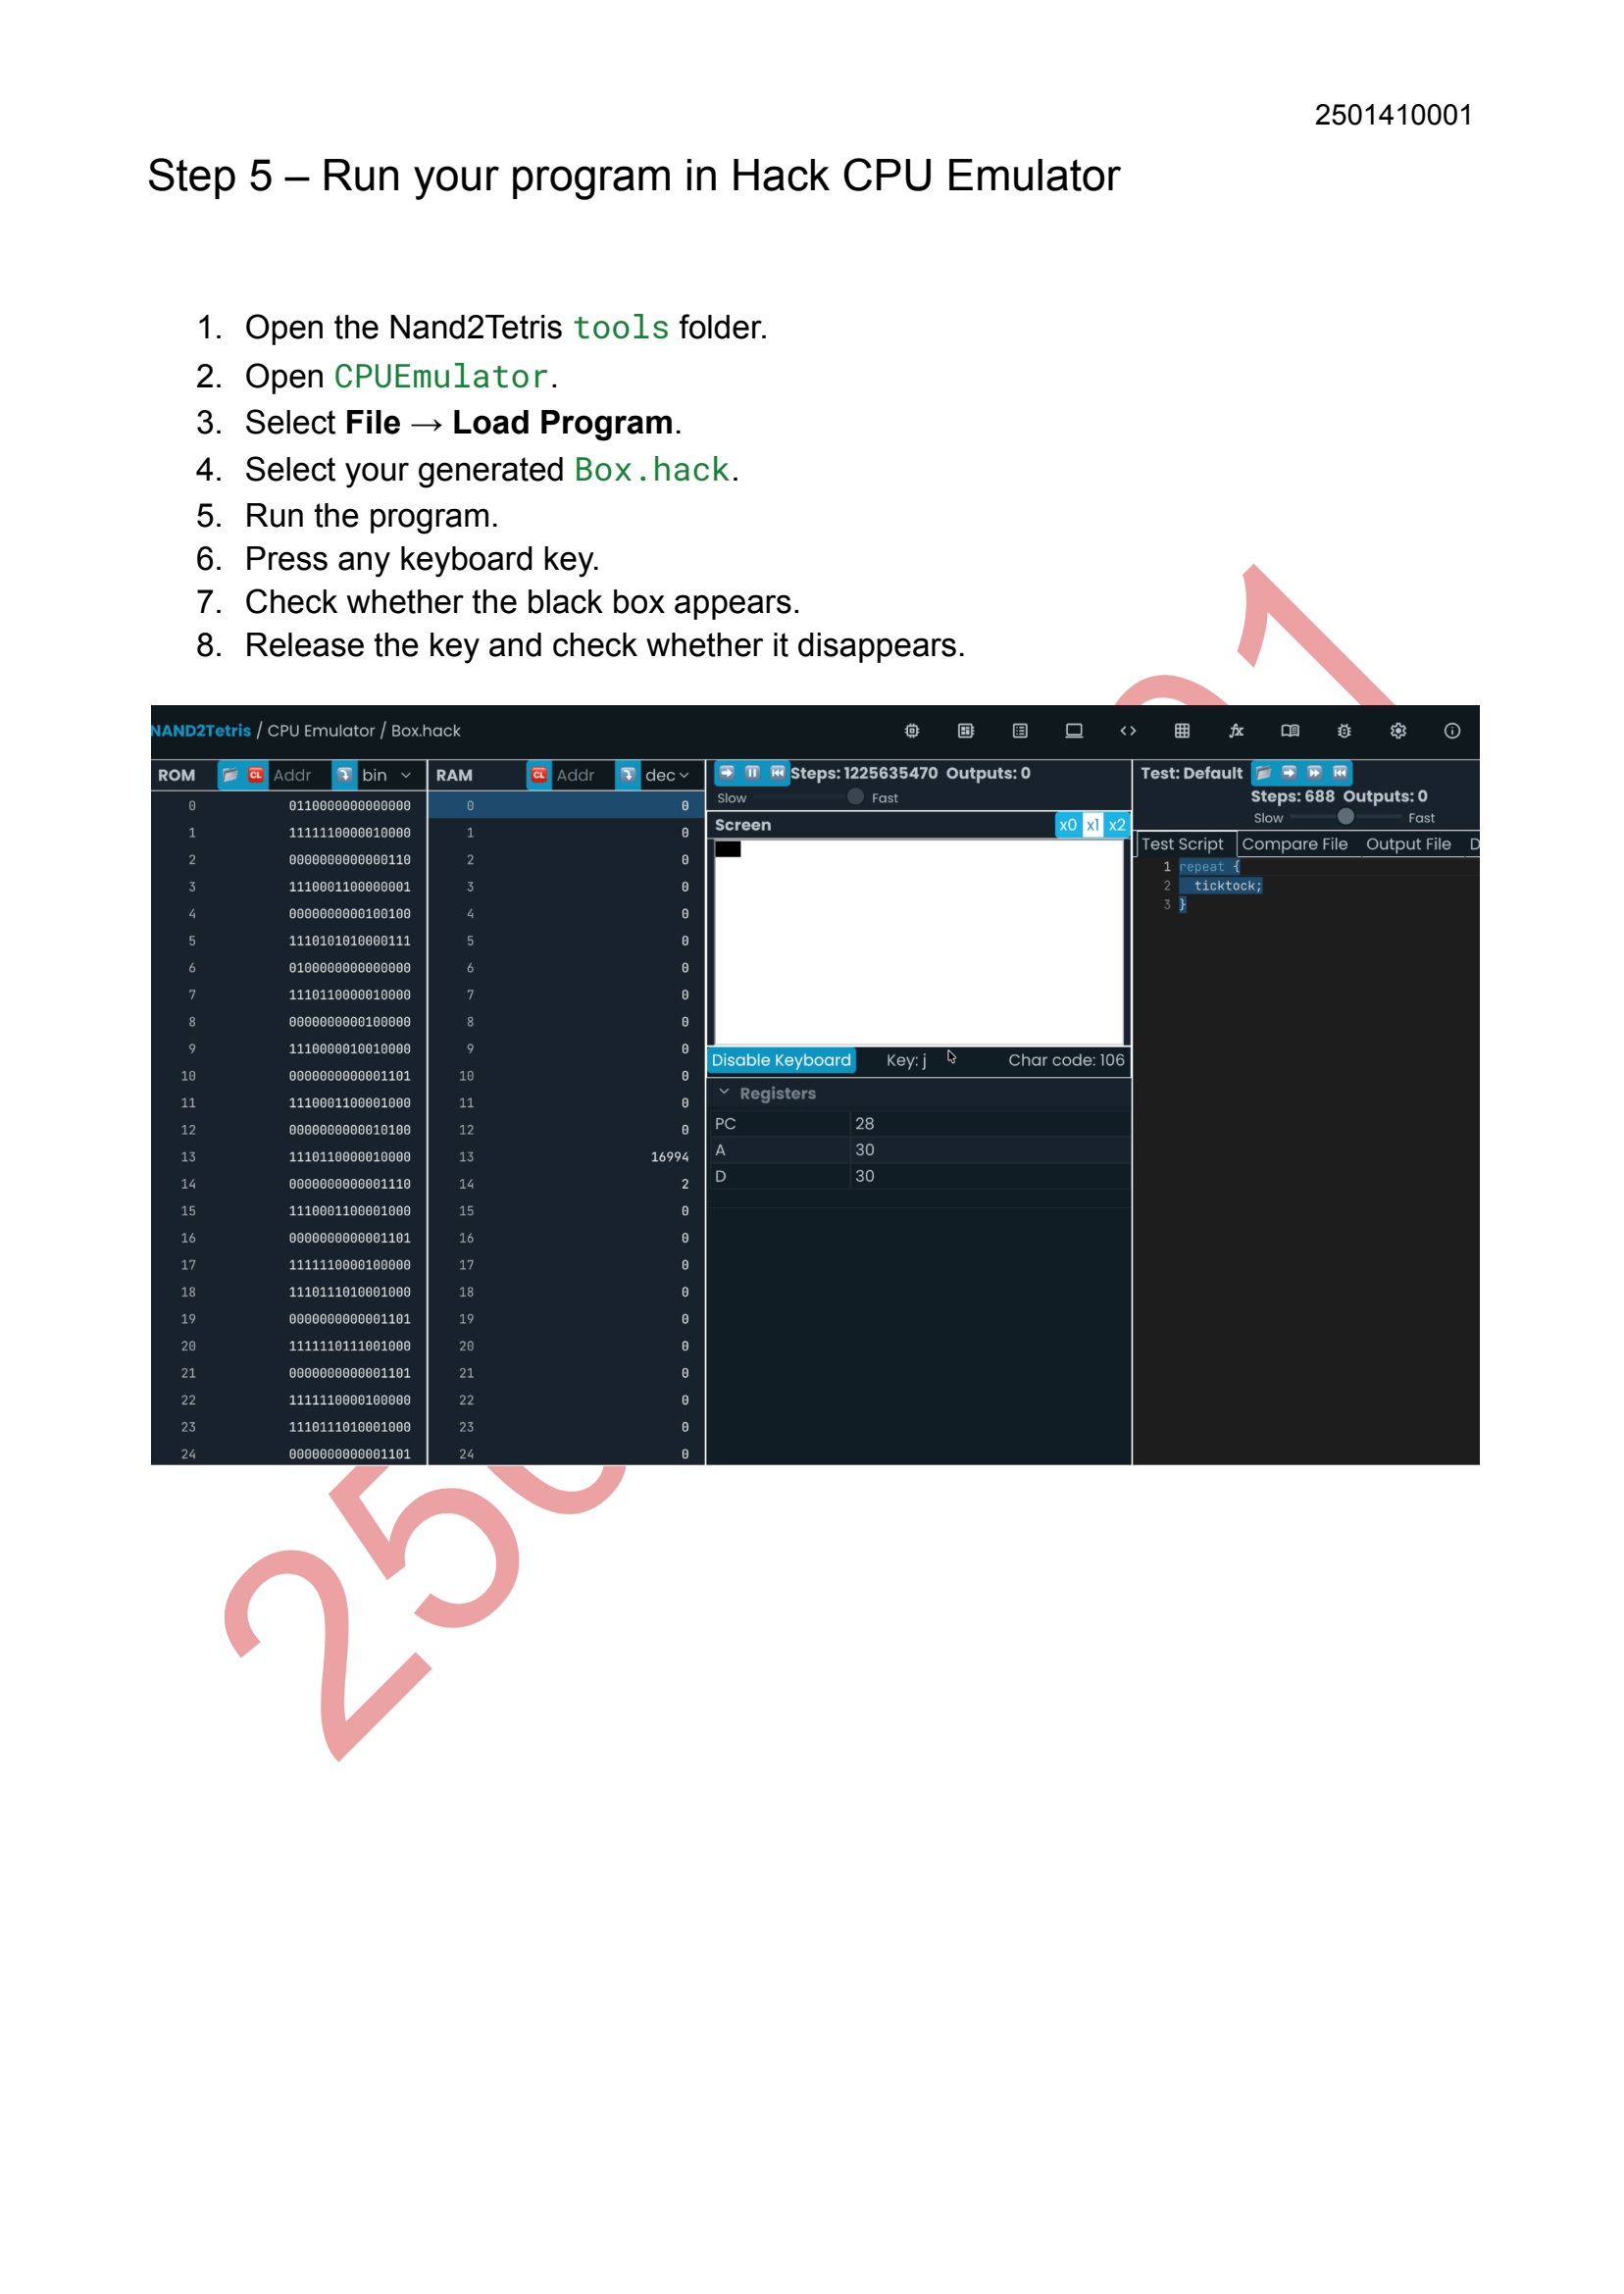 2501410001
Step 5 – Run your program in Hack CPU Emulator
1. Open the Nand2Tetris tools folder.
2. Open CPUEmulator.
3. Select File → Load Program.
4. Select your generated Box.hack.
5. Run the program.
6. Press any keyboard key.
7. Check whether the black box appears.
8. Release the key and check whether it disappears.
NAND2Tetris / CPU Emulator / Box.hack
ROM CL Addr bin
0 0110000000000000
1 1111110000010000
2 0000000000000110
3 1110001100000001
4 0000000000100100
5 1110101010000111
6 0100000000000000
7 1110110000010000
8 0000000000100000
9 1110000010010000
10 0000000000001101
11 1110001100001000
12 0000000000010100
13 1110110000010000
14 0000000000001110
15 1110001100001000
16 0000000000001101
17 1111110000100000
18 1110111010001000
19 0000000000001101
20 1111110111001000
21 0000000000001101
22 1111110000100000
23 1110111010001000
24 0000000000001101
RAM CL Addr dec
0 0
1 0
2 0
3 0
4 0
5 0
6 0
7 0
8 0
9 0
10 0
11 0
12 0
13 16994
14 2
15 0
16 0
17 0
18 0
19 0
20 0
21 0
22 0
23 0
24 0
Steps: 1225635470 Outputs: 0
Slow Fast
Screen x0 x1 x2
Disable Keyboard Key: j Char code: 106
Registers
PC 28
A 30
D 30
Test: Default
Steps: 688 Outputs: 0
Slow Fast
Test Script Compare File Output File D
1 repeat {
2 ticktock;
3 }